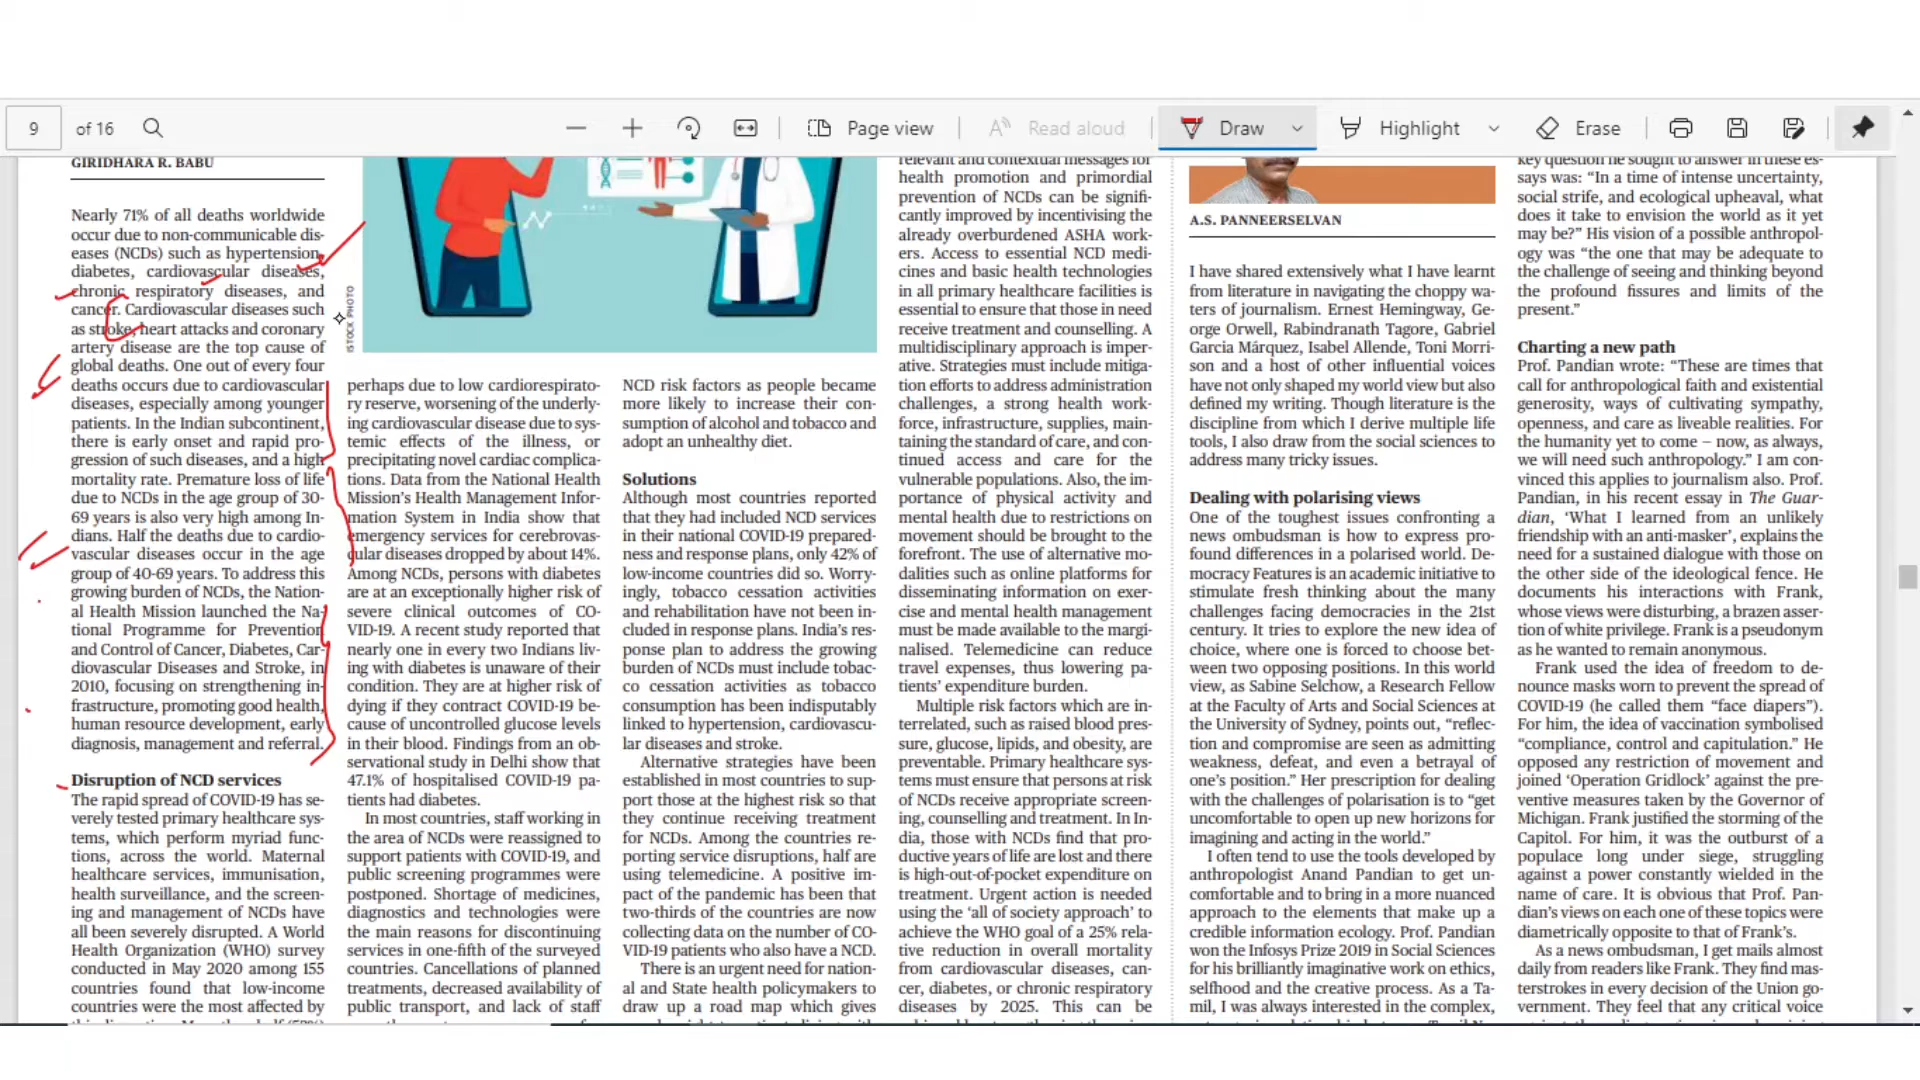 9
of 16
Page view
Read aloud
Draw
Highlight
Erase
GIRIDHARA R. BABU
Nearly 71% of all deaths worldwide
occur due to non-communicable dis-
eases (NCDs) such as hypertension,
diabetes, cardiovascular diseases,
chronic respiratory diseases, and
cancer. Cardiovascular diseases such
as stroke, heart attacks and coronary
artery disease are the top cause of
global deaths. One out of every four
deaths occurs due to cardiovascular
diseases, especially among younger
patients. In the Indian subcontinent,
there is early onset and rapid pro-
gression of such diseases, and a high
mortality rate. Premature loss of life
due to NCDs in the age group of 30-
69 years is also very high among In-
dians. Half the deaths due to cardio-
vascular diseases occur in the age
group of 40-69 years. To address this
growing burden of NCDs, the Nation-
al Health Mission launched the Na-
tional Programme for Prevention
and Control of Cancer, Diabetes, Car-
diovascular Diseases and Stroke, in
2010, focusing on strengthening in-
frastructure, promoting good health,
human resource development, early
diagnosis, management and referral.
Disruption of NCD services
The rapid spread of COVID-19 has se-
verely tested primary healthcare sys-
tems, which perform myriad func-
tions, across the world. Maternal
healthcare services, immunisation,
health surveillance, and the screen-
ing and management of NCDs have
all been severely disrupted. A World
Health Organization (WHO) survey
conducted in May 2020 among 155
countries found that low-income
countries were the most affected by
ISTOCK PHOTO
perhaps due to low cardiorespirato-
ry reserve, worsening of the underly-
ing cardiovascular disease due to sys-
temic effects of the illness, or
precipitating novel cardiac complica-
tions. Data from the National Health
Mission's Health Management Infor-
mation System in India show that
emergency services for cerebrovas-
cular diseases dropped by about 14%.
Among NCDs, persons with diabetes
are at an exceptionally higher risk of
severe clinical outcomes of CO-
VID-19. A recent study reported that
nearly one in every two Indians liv-
ing with diabetes is unaware of their
condition. They are at higher risk of
dying if they contract COVID-19 be-
cause of uncontrolled glucose levels
in their blood. Findings from an ob-
servational study in Delhi show that
47.1% of hospitalised COVID-19 pa-
tients had diabetes.
In most countries, staff working in
the area of NCDs were reassigned to
support patients with COVID-19, and
public screening programmes were
postponed. Shortage of medicines,
diagnostics and technologies were
the main reasons for discontinuing
services in one-fifth of the surveyed
countries. Cancellations of planned
treatments, decreased availability of
public transport, and lack of staff
NCD risk factors as people became
more likely to increase their con-
sumption of alcohol and tobacco and
adopt an unhealthy diet.
Solutions
Although most countries reported
that they had included NCD services
in their national COVID-19 prepared-
ness and response plans, only 42% of
low-income countries did so. Worry-
ingly, tobacco cessation activities
and rehabilitation have not been in-
cluded in response plans. India's res-
ponse plan to address the growing
burden of NCDs must include tobac-
co cessation activities as tobacco
consumption has been indisputably
linked to hypertension, cardiovascu-
lar diseases and stroke.
Alternative strategies have been
established in most countries to sup-
port those at the highest risk so that
they continue receiving treatment
for NCDs. Among the countries re-
porting service disruptions, half are
using telemedicine. A positive im-
pact of the pandemic has been that
two-thirds of the countries are now
collecting data on the number of CO-
VID-19 patients who also have a NCD.
There is an urgent need for nation-
al and State health policymakers to
draw up a road map which gives
relevant and contextual messages for
health promotion and primordial
prevention of NCDs can be signifi-
cantly improved by incentivising the
already overburdened ASHA work-
ers. Access to essential NCD medi-
cines and basic health technologies
in all primary healthcare facilities is
essential to ensure that those in need
receive treatment and counselling. A
multidisciplinary approach is imper-
ative. Strategies must include mitiga-
tion efforts to address administration
challenges, a strong health work-
force, infrastructure, supplies, main-
taining the standard of care, and con-
tinued access and care for the
vulnerable populations. Also, the im-
portance of physical activity and
mental health due to restrictions on
movement should be brought to the
forefront. The use of alternative mo-
dalities such as online platforms for
disseminating information on exer-
cise and mental health management
must be made available to the margi-
nalised. Telemedicine can reduce
travel expenses, thus lowering pa-
tients' expenditure burden.
Multiple risk factors which are in-
terrelated, such as raised blood pres-
sure, glucose, lipids, and obesity, are
preventable. Primary healthcare sys-
tems must ensure that persons at risk
of NCDs receive appropriate screen-
ing, counselling and treatment. In In-
dia, those with NCDs find that pro-
ductive years of life are lost and there
is high-out-of-pocket expenditure on
treatment. Urgent action is needed
using the 'all of society approach' to
achieve the WHO goal of a 25% rela-
tive reduction in overall mortality
from cardiovascular diseases, can-
cer, diabetes, or chronic respiratory
diseases by 2025. This can be
A.S. PANNEERSELVAN
I have shared extensively what I have learnt
from literature in navigating the choppy wa-
ters of journalism. Ernest Hemingway, Ge-
orge Orwell, Rabindranath Tagore, Gabriel
Garcia Márquez, Isabel Allende, Toni Morri-
son and a host of other influential voices
have not only shaped my world view but also
defined my writing. Though literature is the
discipline from which I derive multiple life
tools, I also draw from the social sciences to
address many tricky issues.
Dealing with polarising views
One of the toughest issues confronting a
news ombudsman is how to express pro-
found differences in a polarised world. De-
mocracy Features is an academic initiative to
stimulate fresh thinking about the many
challenges facing democracies in the 21st
century. It tries to explore the new idea of
choice, where one is forced to choose bet-
ween two opposing positions. In this world
view, as Sabine Selchow, a Research Fellow
at the Faculty of Arts and Social Sciences at
the University of Sydney, points out, “reflec-
tion and compromise are seen as admitting
weakness, defeat, and even a betrayal of
one's position.” Her prescription for dealing
with the challenges of polarisation is to “get
uncomfortable to open up new horizons for
imagining and acting in the world.”
I often tend to use the tools developed by
anthropologist Anand Pandian to get un-
comfortable and to bring in a more nuanced
approach to the elements that make up a
credible information ecology. Prof. Pandian
won the Infosys Prize 2019 in Social Sciences
for his brilliantly imaginative work on ethics,
selfhood and the creative process. As a Ta-
mil, I was always interested in the complex,
key question he sought to answer in these es-
says was: “In a time of intense uncertainty,
social strife, and ecological upheaval, what
does it take to envision the world as it yet
may be?” His vision of a possible anthropol-
ogy was “the one that may be adequate to
the challenge of seeing and thinking beyond
the profound fissures and limits of the
present.”
Charting a new path
Prof. Pandian wrote: “These are times that
call for anthropological faith and existential
generosity, ways of cultivating sympathy,
openness, and care as liveable realities. For
the humanity yet to come – now, as always,
we will need such anthropology.” I am con-
vinced this applies to journalism also. Prof.
Pandian, in his recent essay in The Guar-
dian, ‘What I learned from an unlikely
friendship with an anti-masker’, explains the
need for a sustained dialogue with those on
the other side of the ideological fence. He
documents his interactions with Frank,
whose views were disturbing, a brazen asser-
tion of white privilege. Frank is a pseudonym
as he wanted to remain anonymous.
Frank used the idea of freedom to de-
nounce masks worn to prevent the spread of
COVID-19 (he called them “face diapers”).
For him, the idea of vaccination symbolised
“compliance, control and capitulation.” He
opposed any restriction of movement and
joined ‘Operation Gridlock’ against the pre-
ventive measures taken by the Governor of
Michigan. Frank justified the storming of the
Capitol. For him, it was the outburst of a
populace long under siege, struggling
against a power constantly wielded in the
name of care. It is obvious that Prof. Pan-
dian's views on each one of these topics were
diametrically opposite to that of Frank's.
As a news ombudsman, I get mails almost
daily from readers like Frank. They find mas-
terstrokes in every decision of the Union go-
vernment. They feel that any critical voice